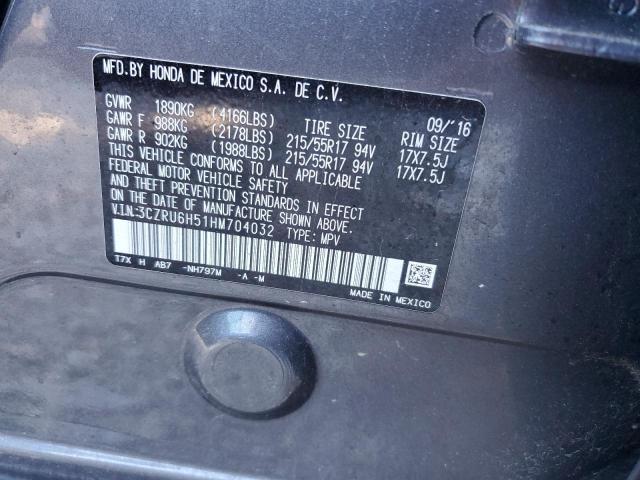 MFD.BY HONDA DE MEXICO S.A. DE C.V.
09/'16
GVWR 1890KG (4166LBS) TIRE SIZE RIM SIZE
GAWR F 988KG (2178LBS) 215/55R17 94V 17X7.5J
GAWR R 902KG (1988LBS) 215/55R17 94V 17X7.5J
THIS VEHICLE CONFORMS TO ALL APPLICABLE
FEDERAL MOTOR VEHICLE SAFETY
AND THEFT PREVENTION STANDARDS IN EFFECT
ON THE DATE OF MANUFACTURE SHOWN ABOVE.
V.I.N:3CZRU6H51HM704032 TYPE: MPV
T7X H AB7 -NH797M -A -M
MADE IN MEXICO